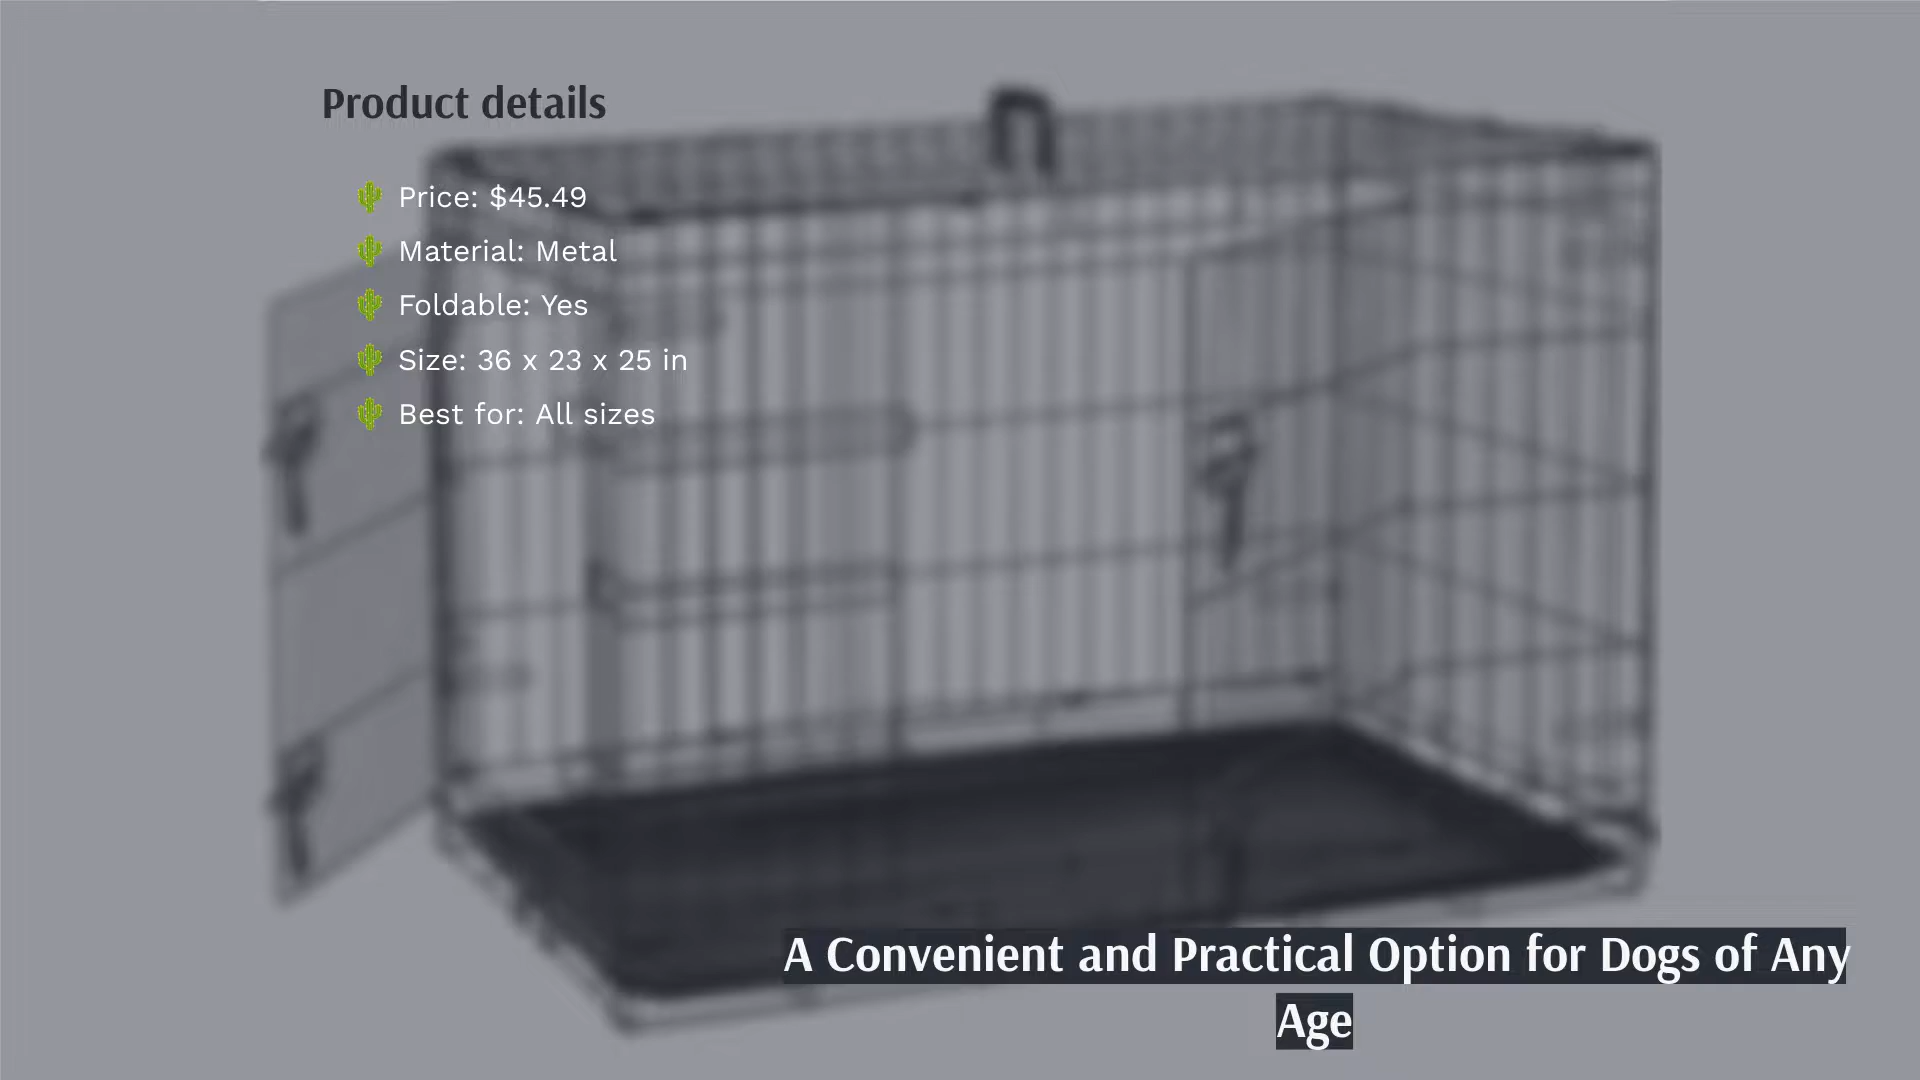 Product details
Price: $45.49
Material: Metal
Foldable: Yes
Size: 36 x 23 x 25 in
Best for: All sizes
A Convenient and Practical Option for Dogs of Any
Age